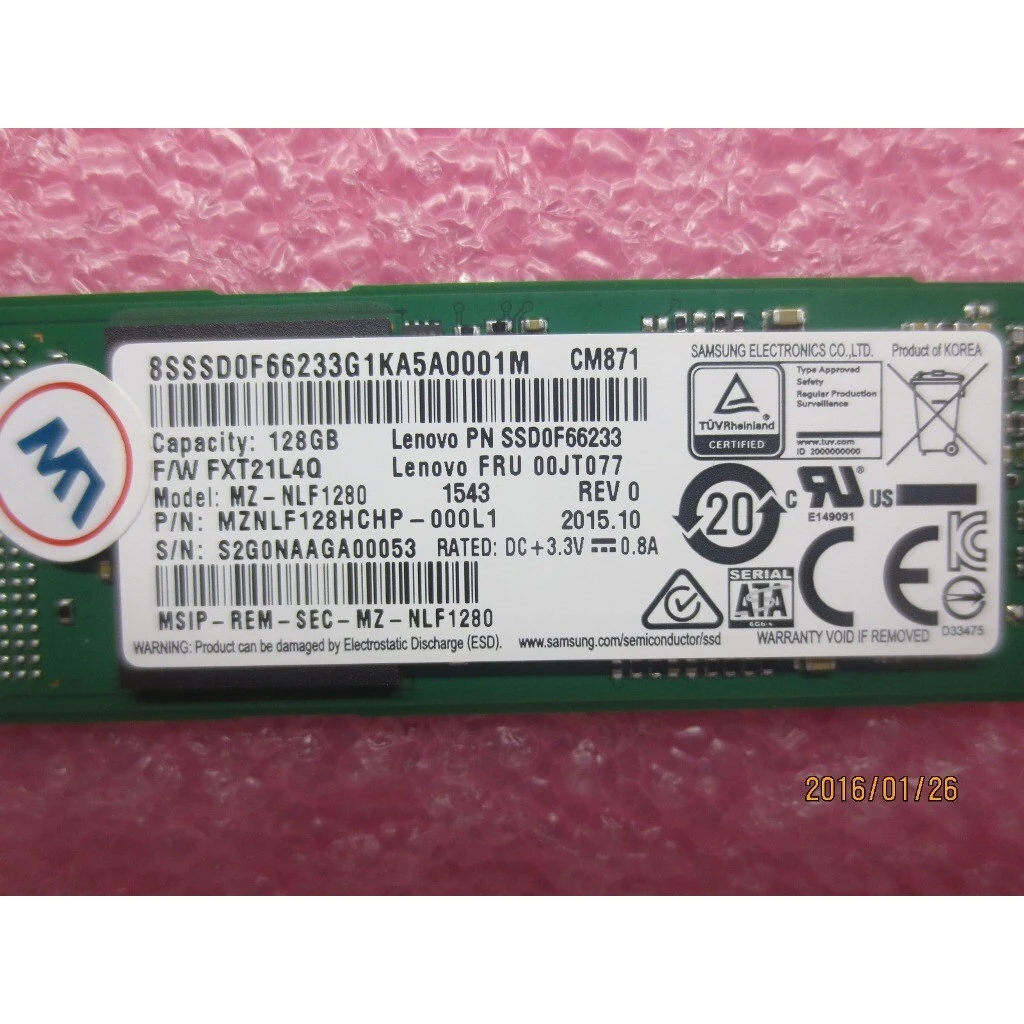 8SSSD0F66233G1KA5A0001M CM871
Capacity: 128GB Lenovo PN SSD0F66233
F/W FXT21L4Q Lenovo FRU 00JT077
Model: MZ-NLF1280 1543 REV 0
P/N: MZNLF128HCHP-000L1 2015.10
S/N: S2G0NAAGA00053 RATED: DC+3.3V 0.8A
MSIP-REM-SEC-MZ-NLF1280
WARNING: Product can be damaged by Electrostatic Discharge (ESD). www.samsung.com/semiconductor/ssd
SAMSUNG ELECTRONICS CO.,LTD. Product of KOREA
TÜVRheinland
CERTIFIED
Type Approved
Safety
Regular Production
Surveillance
www.tuv.com
ID 2000000000
20
c RU US
E149091
CE
SERIAL
ATA
6Gb/s
D33475
WARRANTY VOID IF REMOVED
2016/01/26